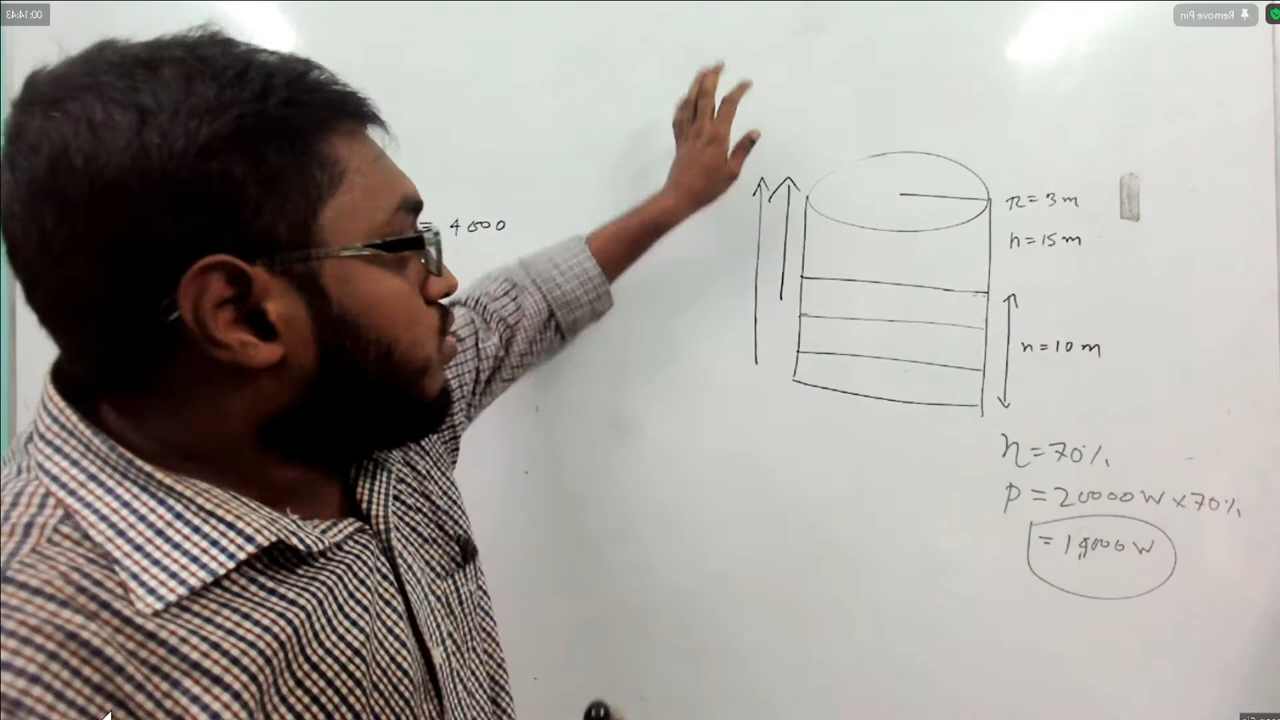 00:14:43
Remove Pin
= 4000
r = 3 m
h = 15 m
h = 10 m
η = 70%
P = 20000 W x 70%
= 14000 W